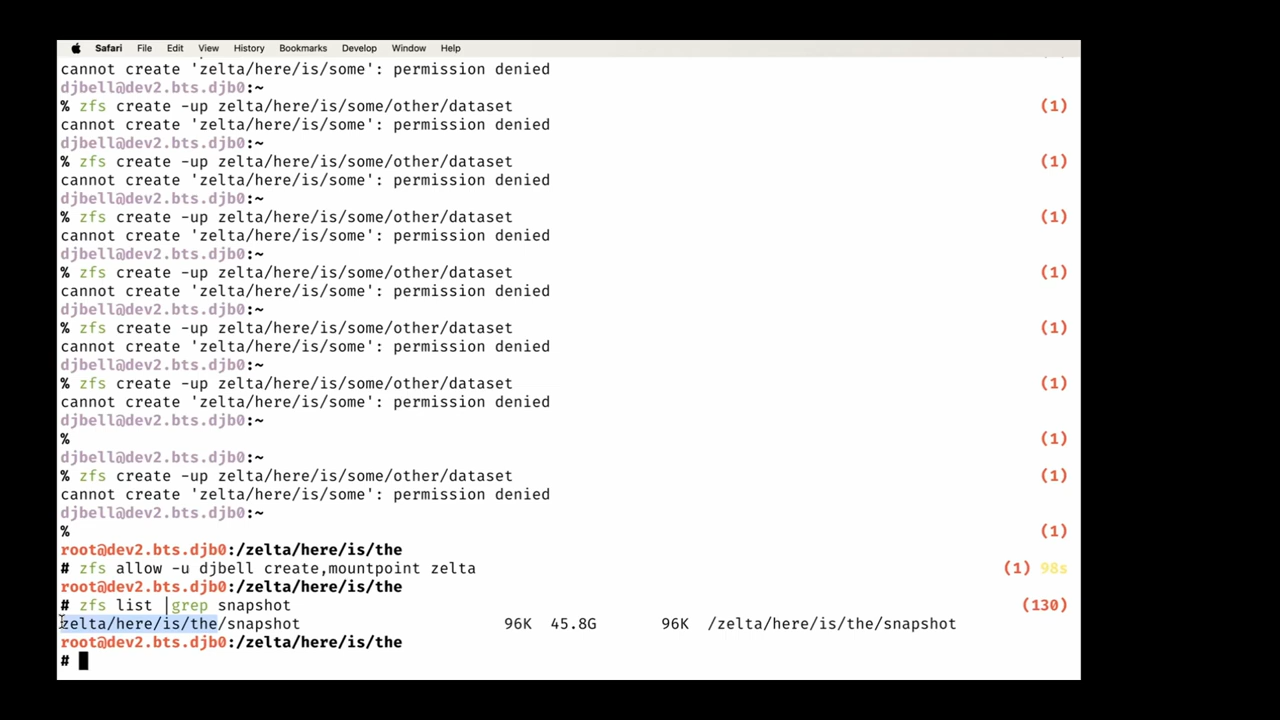 Safari File Edit View History Bookmarks Develop Window Help
cannot create 'zelta/here/is/some': permission denied
djbell@dev2.bts.djb0:~
% zfs create -up zelta/here/is/some/other/dataset (1)
cannot create 'zelta/here/is/some': permission denied
djbell@dev2.bts.djb0:~
% zfs create -up zelta/here/is/some/other/dataset (1)
cannot create 'zelta/here/is/some': permission denied
djbell@dev2.bts.djb0:~
% zfs create -up zelta/here/is/some/other/dataset (1)
cannot create 'zelta/here/is/some': permission denied
djbell@dev2.bts.djb0:~
% zfs create -up zelta/here/is/some/other/dataset (1)
cannot create 'zelta/here/is/some': permission denied
djbell@dev2.bts.djb0:~
% zfs create -up zelta/here/is/some/other/dataset (1)
cannot create 'zelta/here/is/some': permission denied
djbell@dev2.bts.djb0:~
% zfs create -up zelta/here/is/some/other/dataset (1)
cannot create 'zelta/here/is/some': permission denied
djbell@dev2.bts.djb0:~
% (1)
djbell@dev2.bts.djb0:~
% zfs create -up zelta/here/is/some/other/dataset (1)
cannot create 'zelta/here/is/some': permission denied
djbell@dev2.bts.djb0:~
% (1)
root@dev2.bts.djb0:/zelta/here/is/the
# zfs allow -u djbell create,mountpoint zelta (1) 98s
root@dev2.bts.djb0:/zelta/here/is/the
# zfs list |grep snapshot (130)
zelta/here/is/the/snapshot 96K 45.8G 96K /zelta/here/is/the/snapshot
root@dev2.bts.djb0:/zelta/here/is/the
#